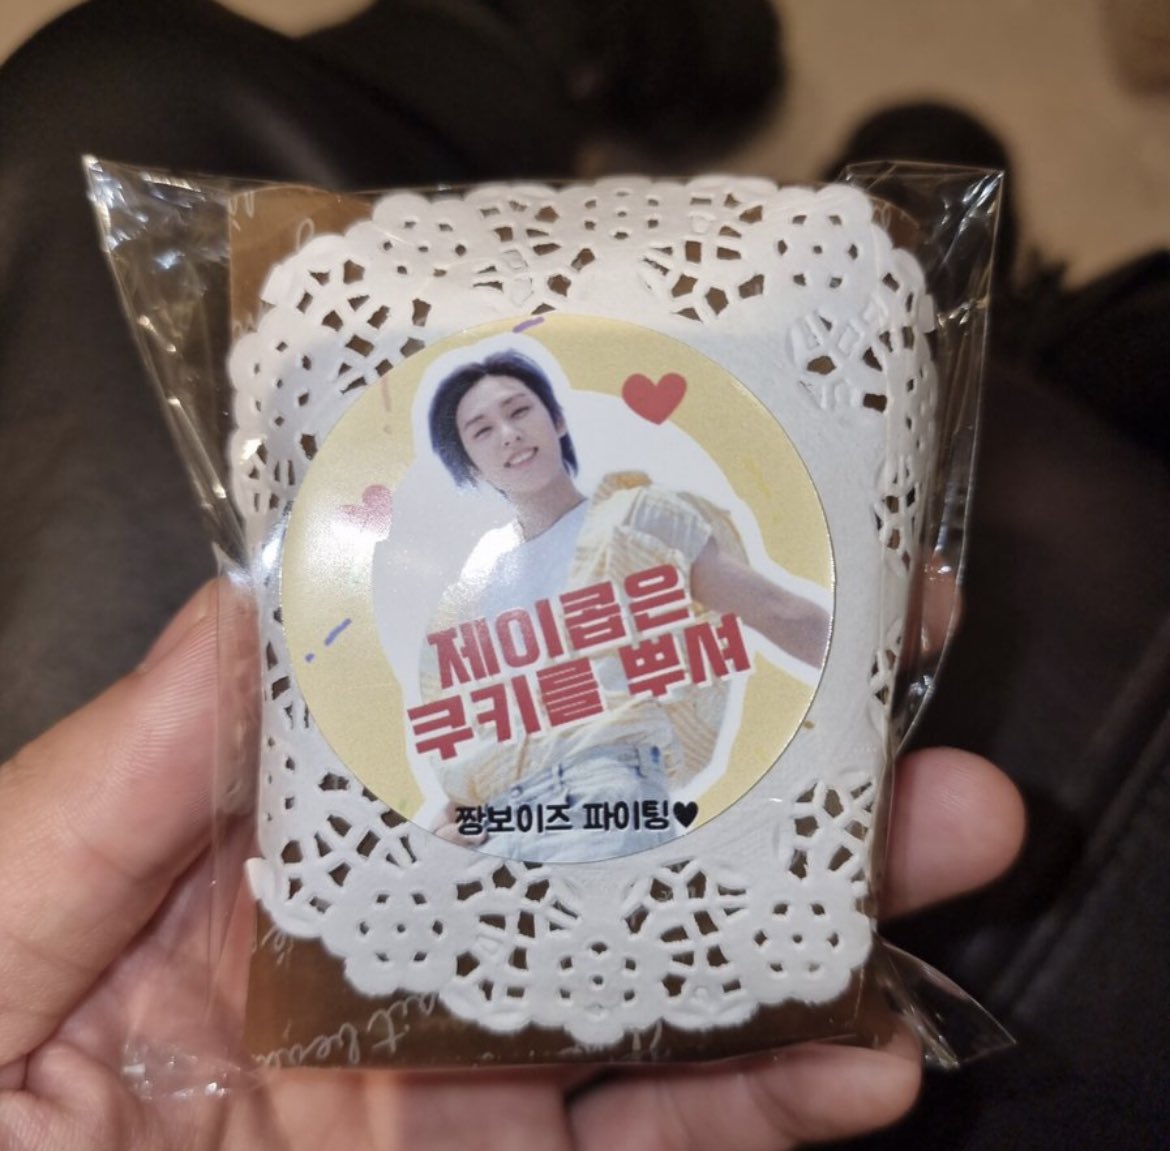 제이콥은
쿠키를 뿌셔
짱보이즈 파이팅♥